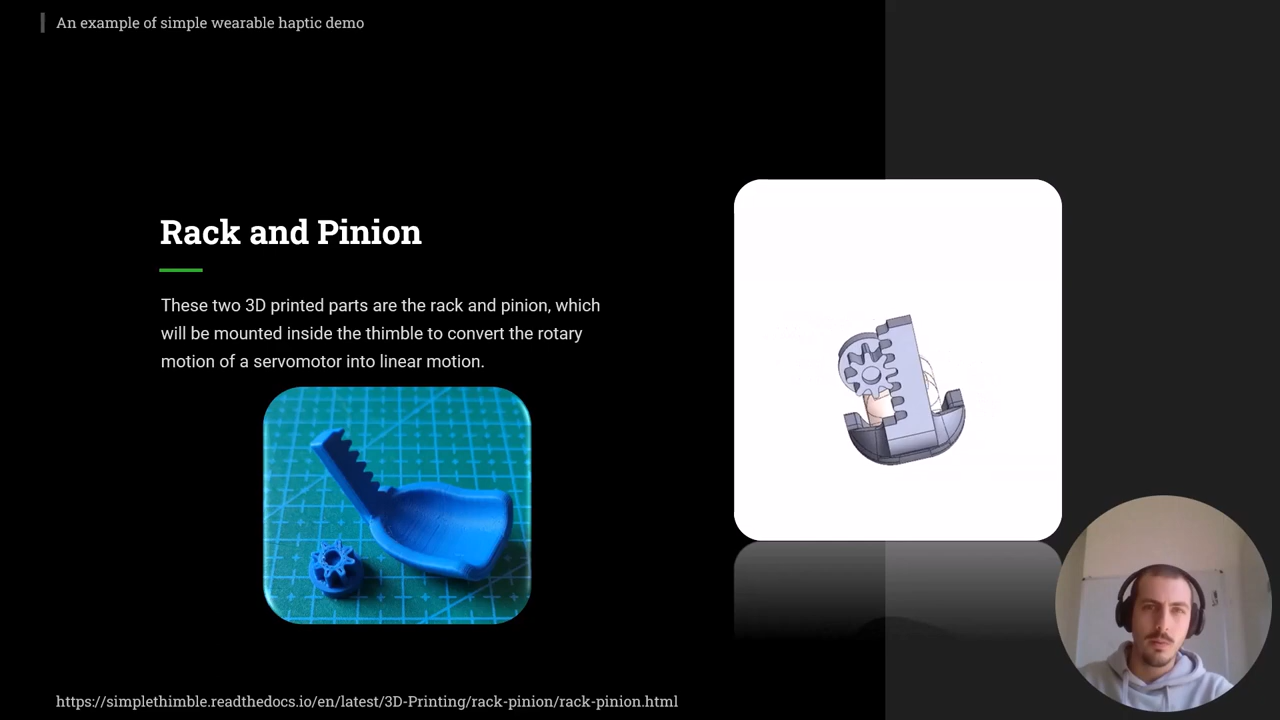 An example of simple wearable haptic demo
Rack and Pinion
These two 3D printed parts are the rack and pinion, which
will be mounted inside the thimble to convert the rotary
motion of a servomotor into linear motion.
https://simplethimble.readthedocs.io/en/latest/3D-Printing/rack-pinion/rack-pinion.html